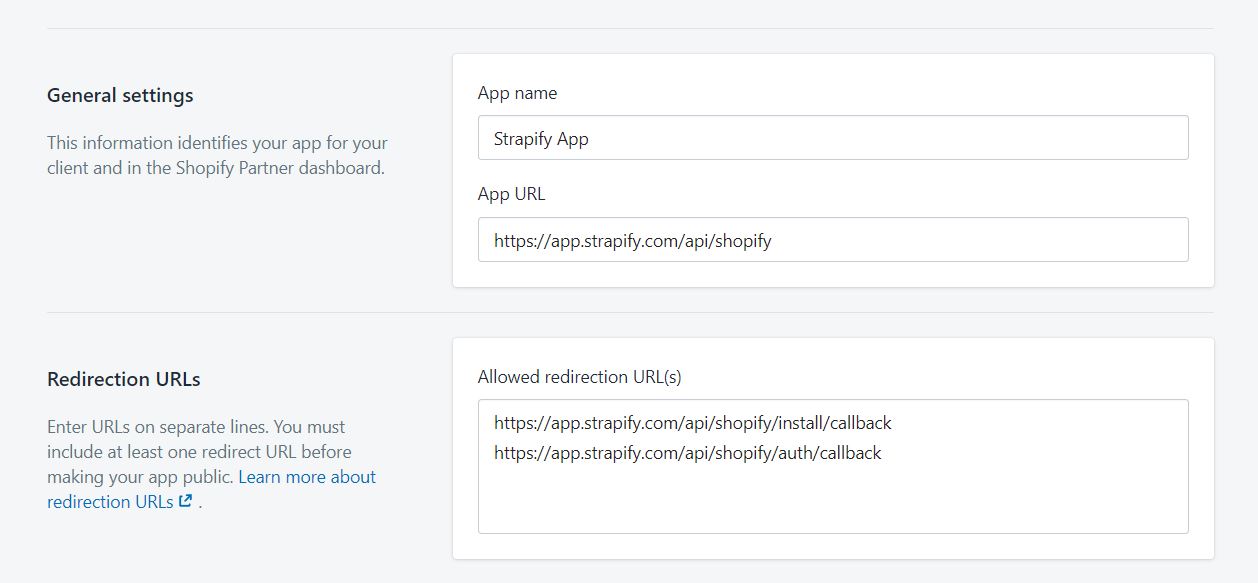 General settings
This information identifies your app for your
client and in the Shopify Partner dashboard.
App name
Strapify App
App URL
https://app.strapify.com/api/shopify
Redirection URLs
Enter URLs on separate lines. You must
include at least one redirect URL before
making your app public. Learn more about
redirection URLs .
Allowed redirection URL(s)
https://app.strapify.com/api/shopify/install/callback
https://app.strapify.com/api/shopify/auth/callback